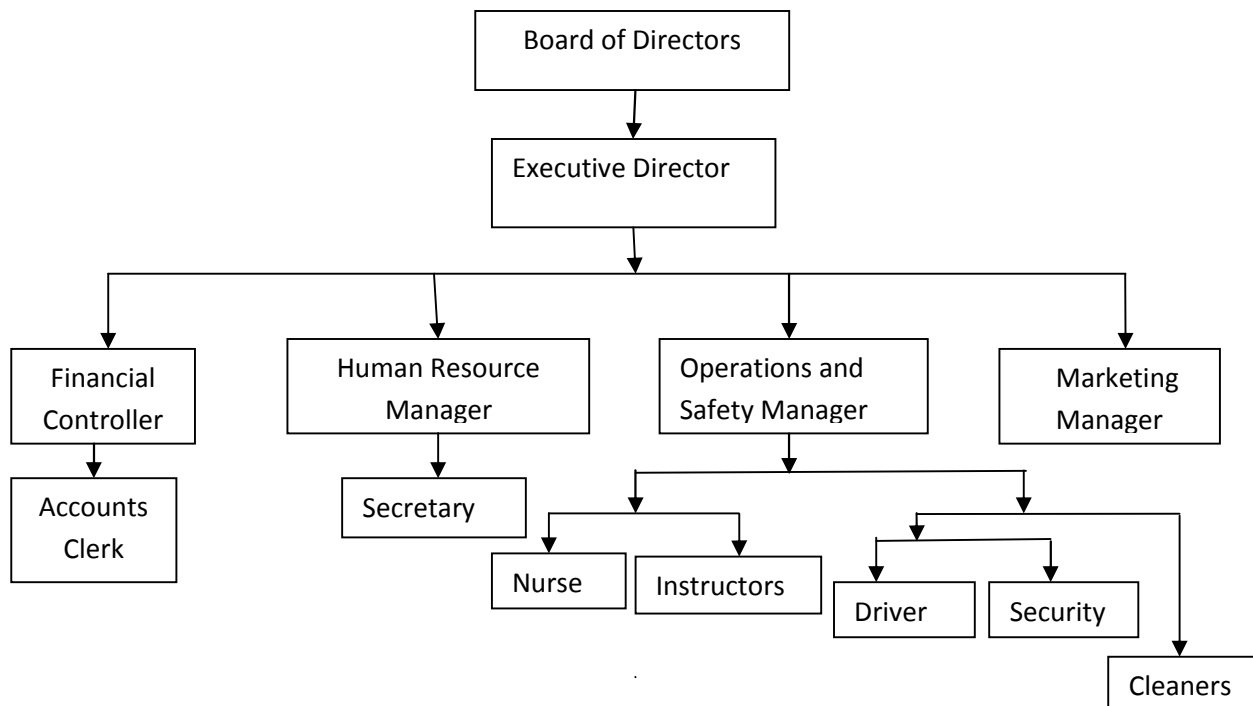 Board of Directors
Executive Director
Financial
Controller
Human Resource
Manager
Operations and
Safety Manager
Marketing
Manager
Accounts
Clerk
Secretary
Nurse
Instructors
Driver
Security
Cleaners